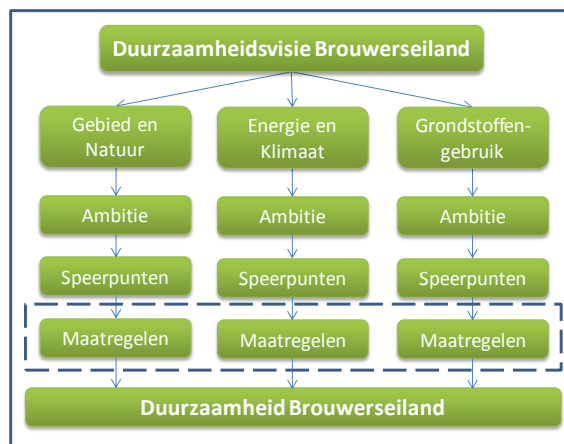 Duurzaamheidsvisie Brouwerseiland
Gebied en
Natuur
Energie en
Klimaat
Grondstoffen-
gebruik
Ambitie
Ambitie
Ambitie
Speerpunten
Speerpunten
Speerpunten
Maatregelen
Maatregelen
Maatregelen
Duurzaamheid Brouwerseiland